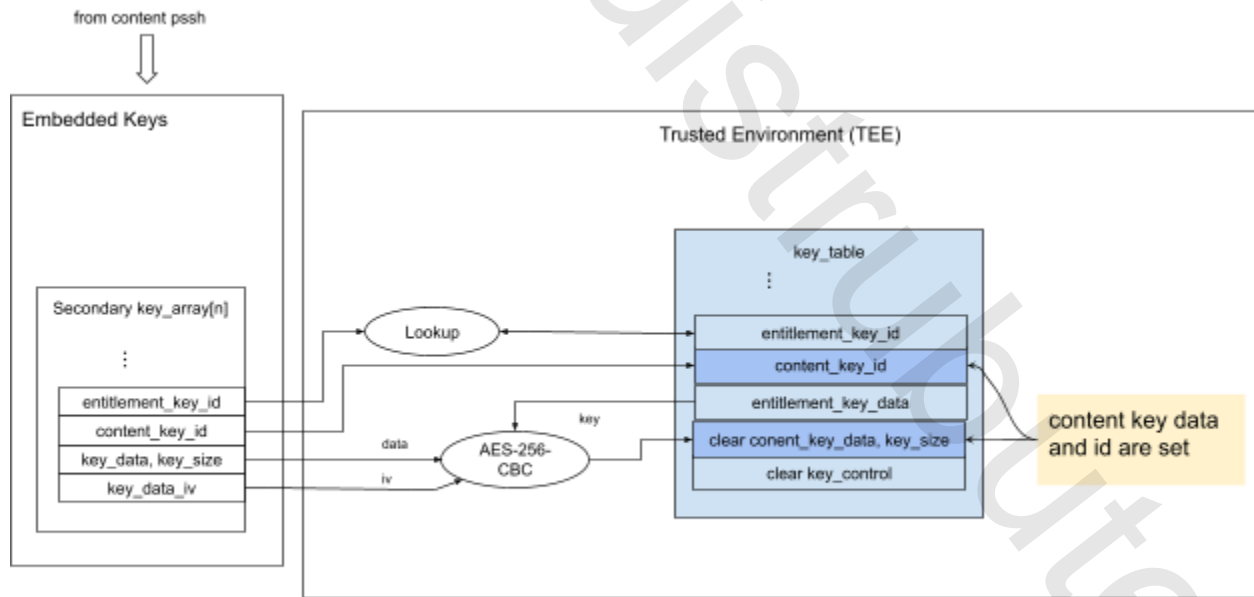 from content pssh
Embedded Keys
Trusted Environment (TEE)
key_table
⋮
Secondary key_array[n]
⋮
Lookup
entitlement_key_id
content_key_id
entitlement_key_data
clear conent_key_data, key_size
clear key_control
entitlement_key_id
content_key_id
key_data, key_size
key_data_iv
key
data
iv
AES-256-
CBC
content key data
and id are set
distribute